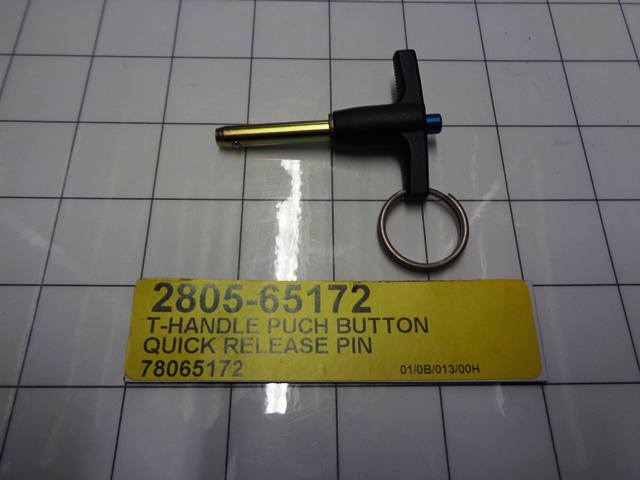 2805-65172
T-HANDLE PUCH BUTTON
QUICK RELEASE PIN
78065172 01/0B/013/00H